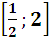 [1/2 ; 2]